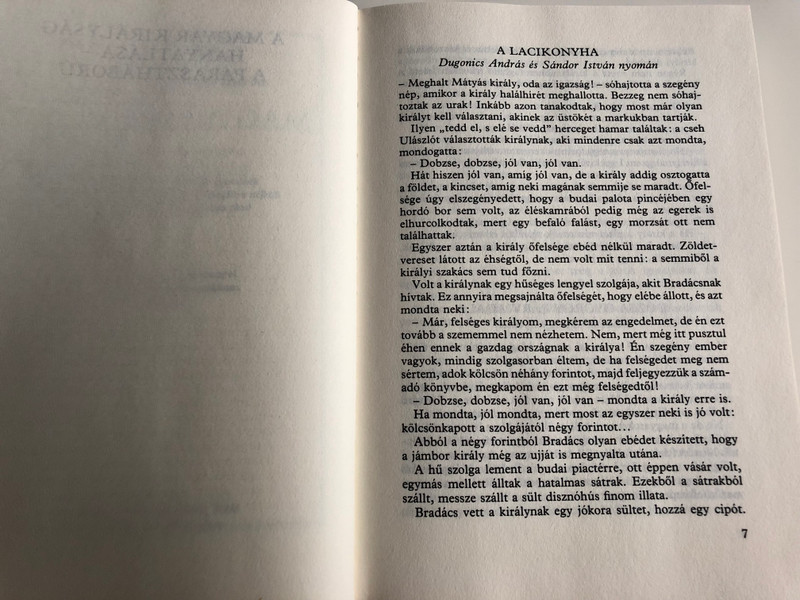 A LACIKONYHA
Dugonics András és Sándor István nyomán
– Meghalt Mátyás király, oda az igazság! – sóhajtotta a szegény
nép, amikor a király halálhírét meghallotta. Bezzeg nem sóhaj-
toztak az urak! Inkább azon tanakodtak, hogy most már olyan
királyt kell választani, akinek az üstökét a markukban tartják.
Ilyen „tedd el, s elé se vedd” herceget hamar találtak: a cseh
Ulászlót választották királynak, aki mindenre csak azt mondta,
mondogatta:
– Dobzse, dobzse, jól van, jól van.
Hát hiszen jól van, amíg jól van, de a király addig osztogatta
a földet, a kincset, amíg neki magának semmije se maradt. Őfel-
sége úgy elszegényedett, hogy a budai palota pincéjében egy
hordó bor sem volt, az éléskamrából pedig még az egerek is
elhurcolkodtak, mert egy befaló falást, egy morzsát ott nem
találhattak.
Egyszer aztán a király őfelsége ebéd nélkül maradt. Zöldet-
vereset látott az éhségtől, de nem volt mit tenni: a semmiből a
királyi szakács sem tud főzni.
Volt a királynak egy hűséges lengyel szolgája, akit Bradácsnak
hívtak. Ez annyira megsajnálta őfelségét, hogy elébe állott, és azt
mondta neki:
– Már, felséges királyom, megkérem az engedelmet, de én ezt
tovább a szememmel nem nézhetem. Nem, mert még itt pusztul
éhen ennek a gazdag országnak a királya! Én szegény ember
vagyok, mindig szolgasorban éltem, de ha felségedet meg nem
sértem, adok kölcsön néhány forintot, majd feljegyezzük a szám-
adó könyvbe, megkapom én ezt még felségedtől!
– Dobzse, dobzse, jól van, jól van – mondta a király erre is.
Ha mondta, jól mondta, mert most az egyszer neki is jó volt:
kölcsönkapott a szolgájától négy forintot...
Abból a négy forintból Bradács olyan ebédet készített, hogy
a jámbor király még az ujját is megnyalta utána.
A hű szolga lement a budai piactérre, ott éppen vásár volt,
egymás mellett álltak a hatalmas sátrak. Ezekből a sátrakból
szállt, messze szállt a sült disznóhús finom illata.
Bradács vett a királynak egy jókora sültet, hozzá egy cipót.
7
A MAGYAR KIRÁLYSÁG
HANYATLÁSA
A PARASZTHÁBORÚ